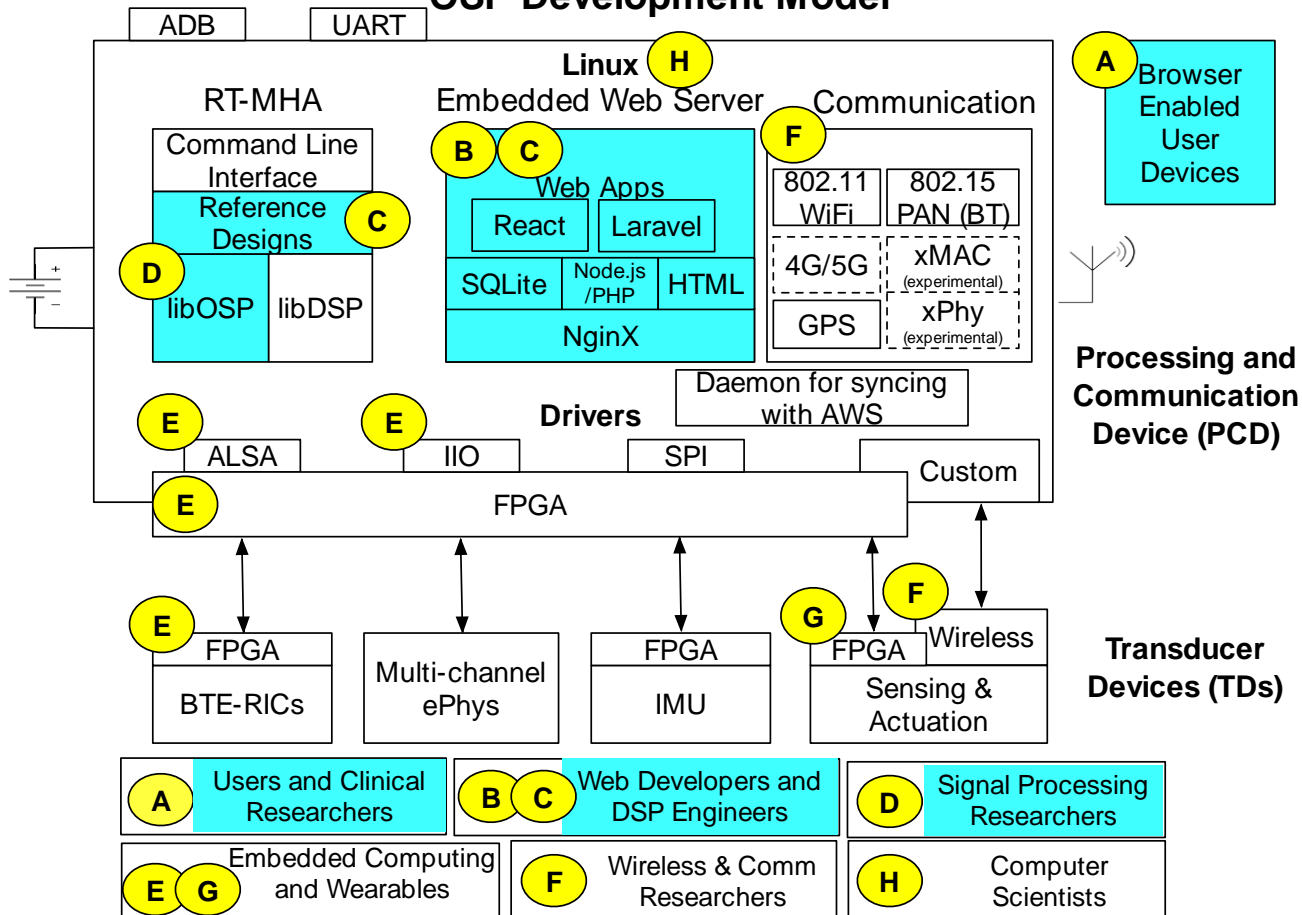 OSP Development Model
ADB
UART
Linux
H
A
Browser
Enabled
User
Devices
RT-MHA
Embedded Web Server
Communication
Command Line
Interface
Reference
Designs
C
D
libOSP
libDSP
B
C
Web Apps
React
Laravel
SQLite
Node.js
/PHP
HTML
NginX
F
802.11
WiFi
802.15
PAN (BT)
4G/5G
xMAC
(experimental)
GPS
xPhy
(experimental)
+
−
Processing and
Communication
Device (PCD)
Daemon for syncing
with AWS
Drivers
E
ALSA
E
IIO
SPI
Custom
E
FPGA
E
FPGA
BTE-RICs
Multi-channel
ePhys
FPGA
IMU
G
FPGA
F
Wireless
Sensing &
Actuation
Transducer
Devices (TDs)
A
Users and Clinical
Researchers
B
C
Web Developers and
DSP Engineers
D
Signal Processing
Researchers
E
G
Embedded Computing
and Wearables
F
Wireless & Comm
Researchers
H
Computer
Scientists